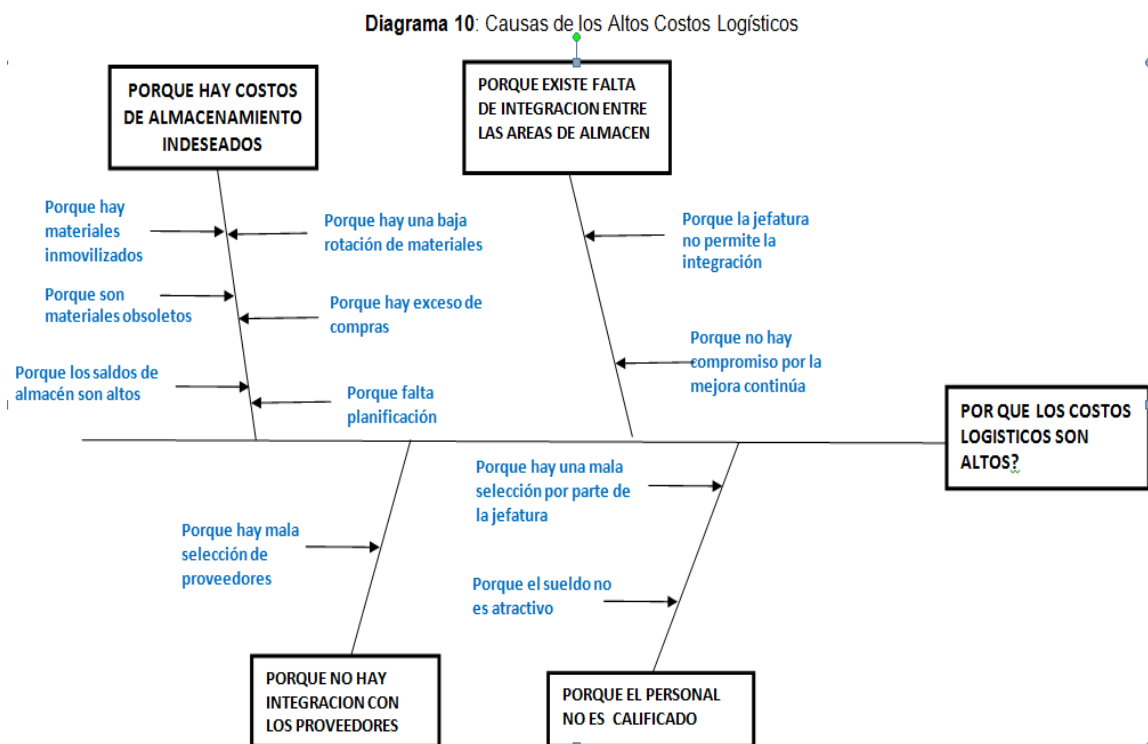 Diagrama 10: Causas de los Altos Costos Logísticos
PORQUE HAY COSTOS
DE ALMACENAMIENTO
INDESEADOS
PORQUE EXISTE FALTA
DE INTEGRACION ENTRE
LAS AREAS DE ALMACEN
Porque hay
materiales
inmovilizados
Porque hay una baja
rotación de materiales
Porque son
materiales obsoletos
Porque hay exceso de
compras
Porque los saldos de
almacén son altos
Porque falta
planificación
Porque la jefatura
no permite la
integración
Porque no hay
compromiso por la
mejora continúa
POR QUE LOS COSTOS
LOGISTICOS SON
ALTOS?
Porque hay mala
selección de
proveedores
Porque hay una mala
selección por parte de
la jefatura
Porque el sueldo no
es atractivo
PORQUE NO HAY
INTEGRACION CON
LOS PROVEEDORES
PORQUE EL PERSONAL
NO ES CALIFICADO